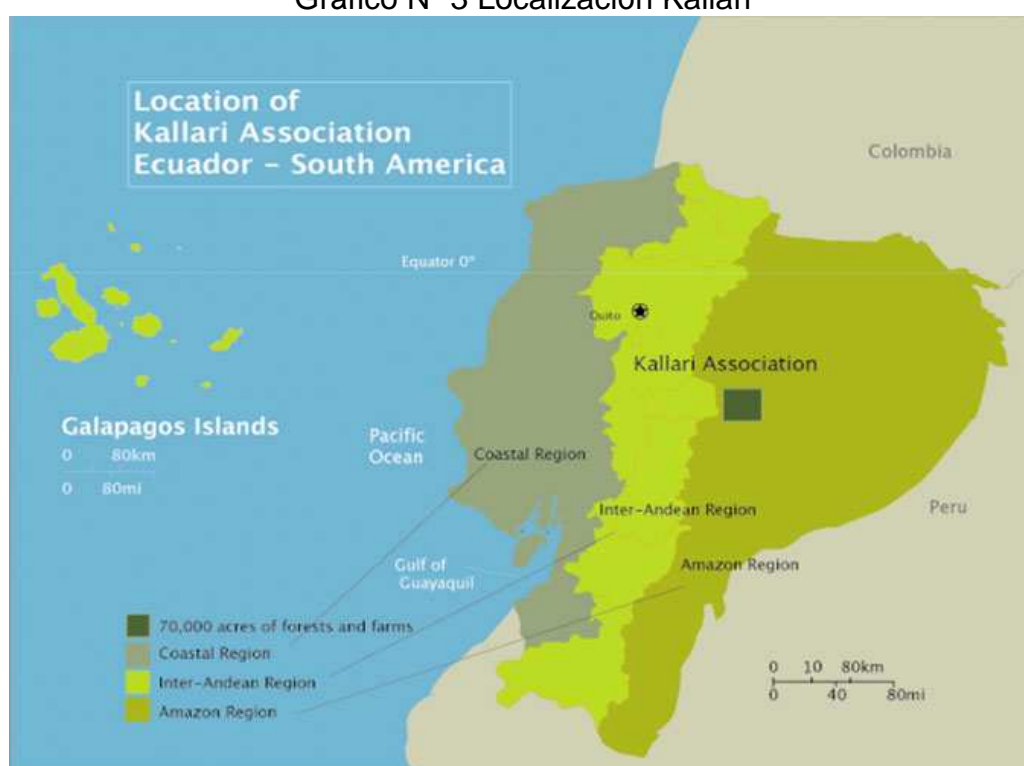 Gráfico N° 3 Localización Kallari
Location of
Kallari Association
Ecuador – South America
Colombia
Equator 0°
Quito
Kallari Association
Galapagos Islands
0 80km
0 80mi
Pacific
Ocean
Coastal Region
Inter-Andean Region
Peru
Gulf of
Guayaquil
Amazon Region
70,000 acres of forests and farms
Coastal Region
Inter-Andean Region
Amazon Region
0 10 80km
0 40 80mi